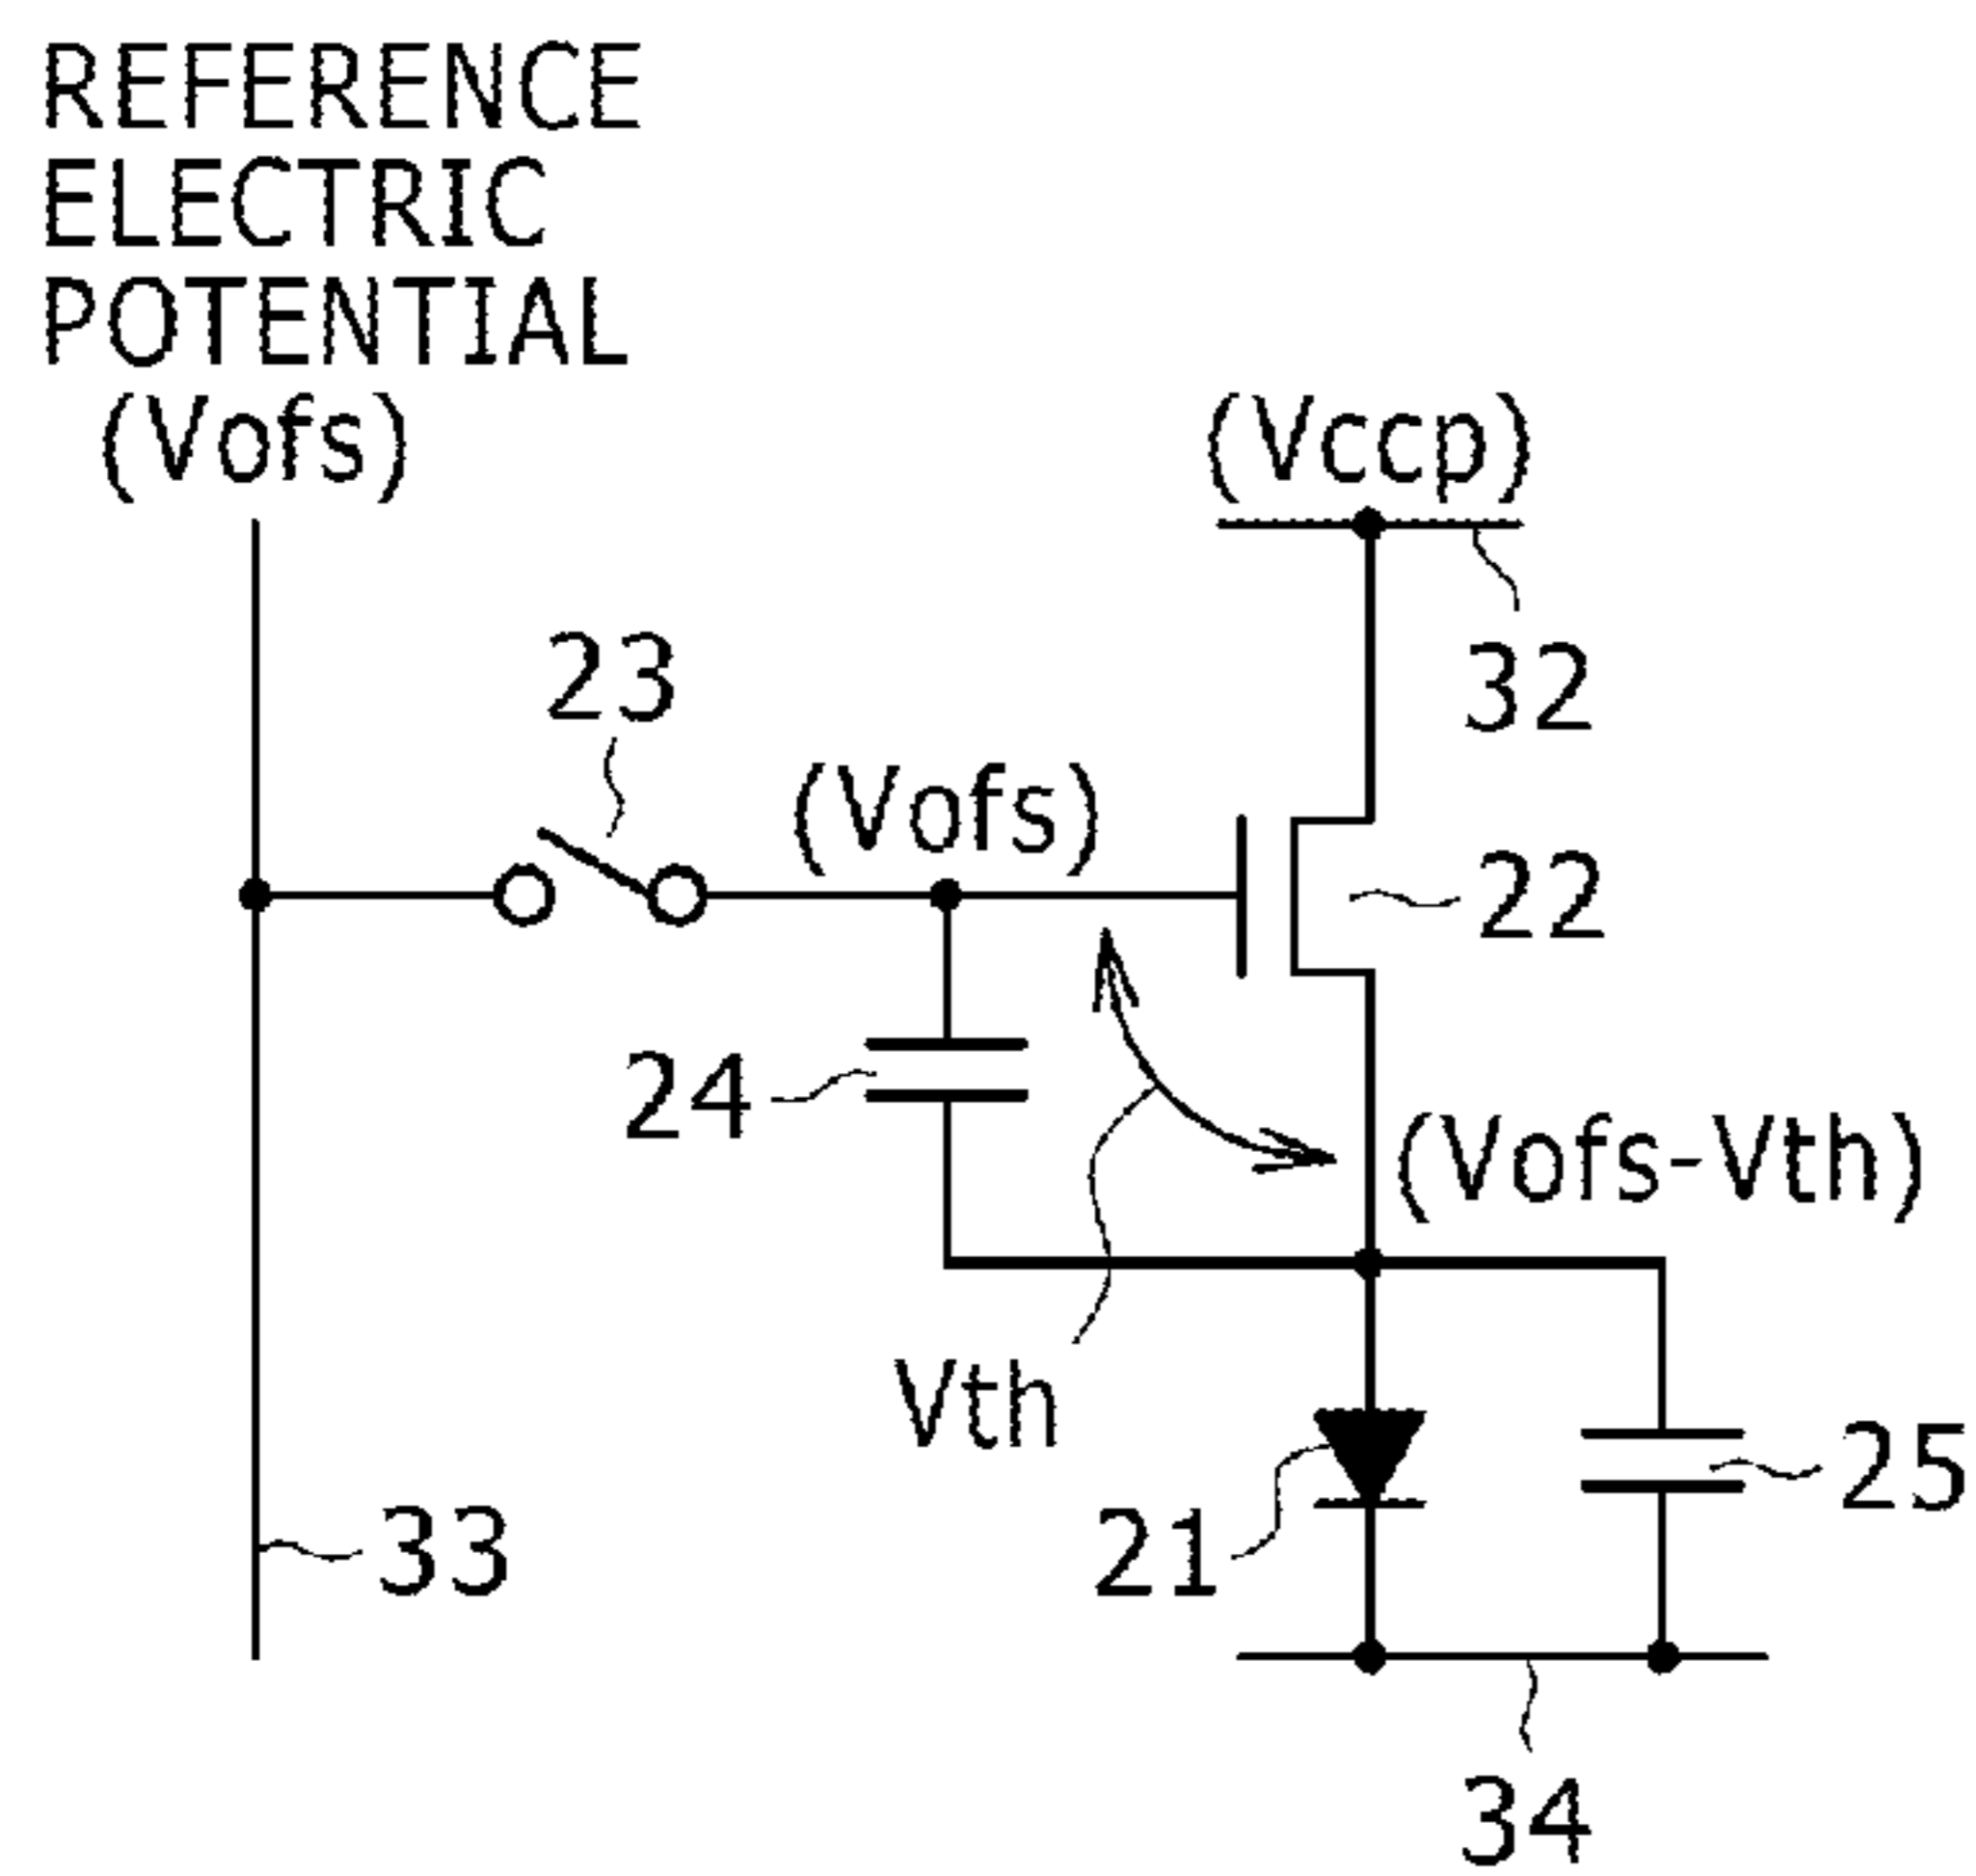 REFERENCE
ELECTRIC
POTENTIAL
(Vofs)
(Vccp)
32
23
(Vofs)
22
24
(Vofs-Vth)
Vth
21
25
33
34